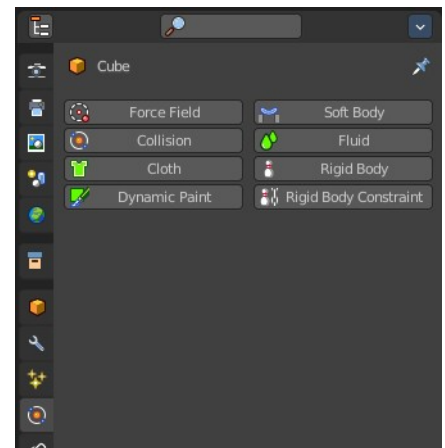 Cube
Force Field
Soft Body
Collision
Fluid
Cloth
Rigid Body
Dynamic Paint
Rigid Body Constraint